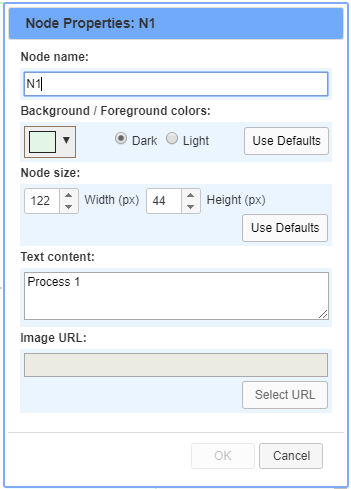 Node Properties: N1
Node name:
N1
Background / Foreground colors:
Dark Light Use Defaults
Node size:
122 Width (px) 44 Height (px)
Use Defaults
Text content:
Process 1
Image URL:
Select URL
OK Cancel